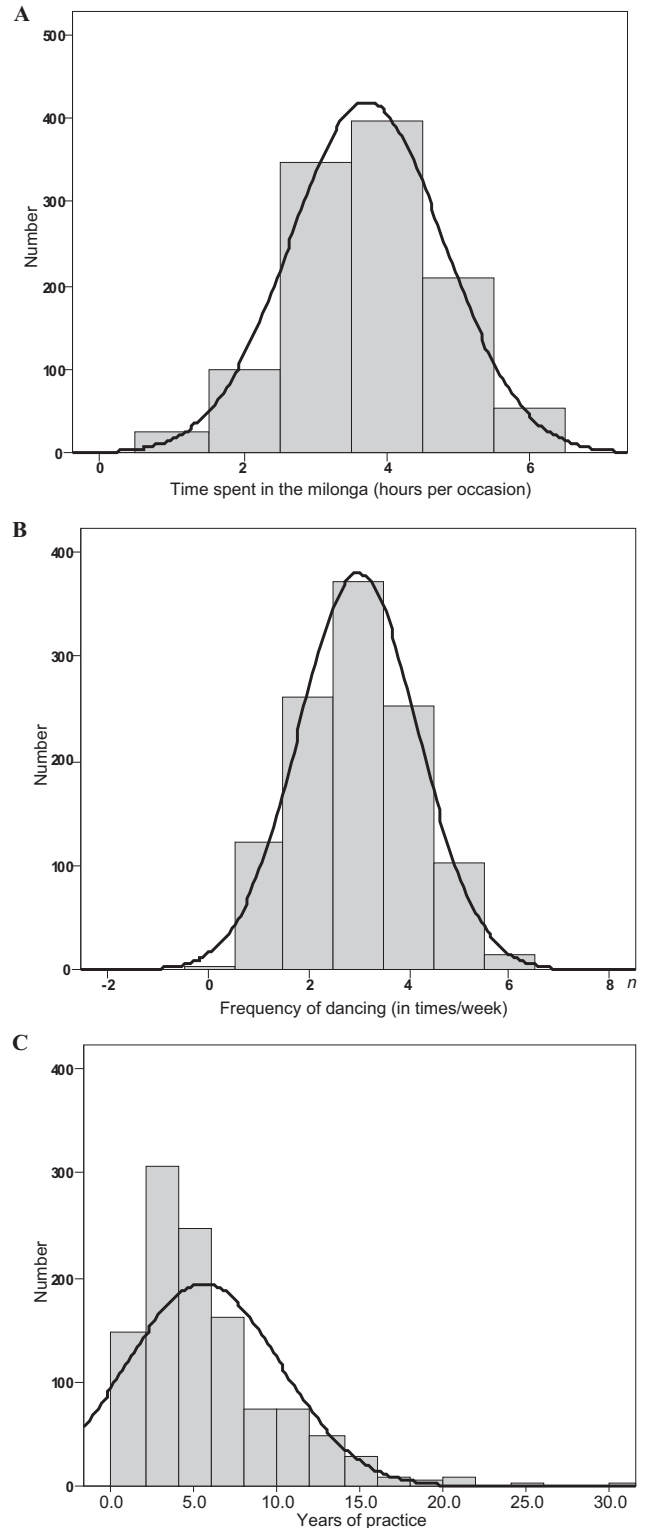 A
500
400
300
200
100
0
Number
0 2 4 6
Time spent in the milonga (hours per occasion)
B
400
300
200
100
0
Number
-2 0 2 4 6 8 n
Frequency of dancing (in times/week)
C
400
300
200
100
0
Number
0.0 5.0 10.0 15.0 20.0 25.0 30.0
Years of practice